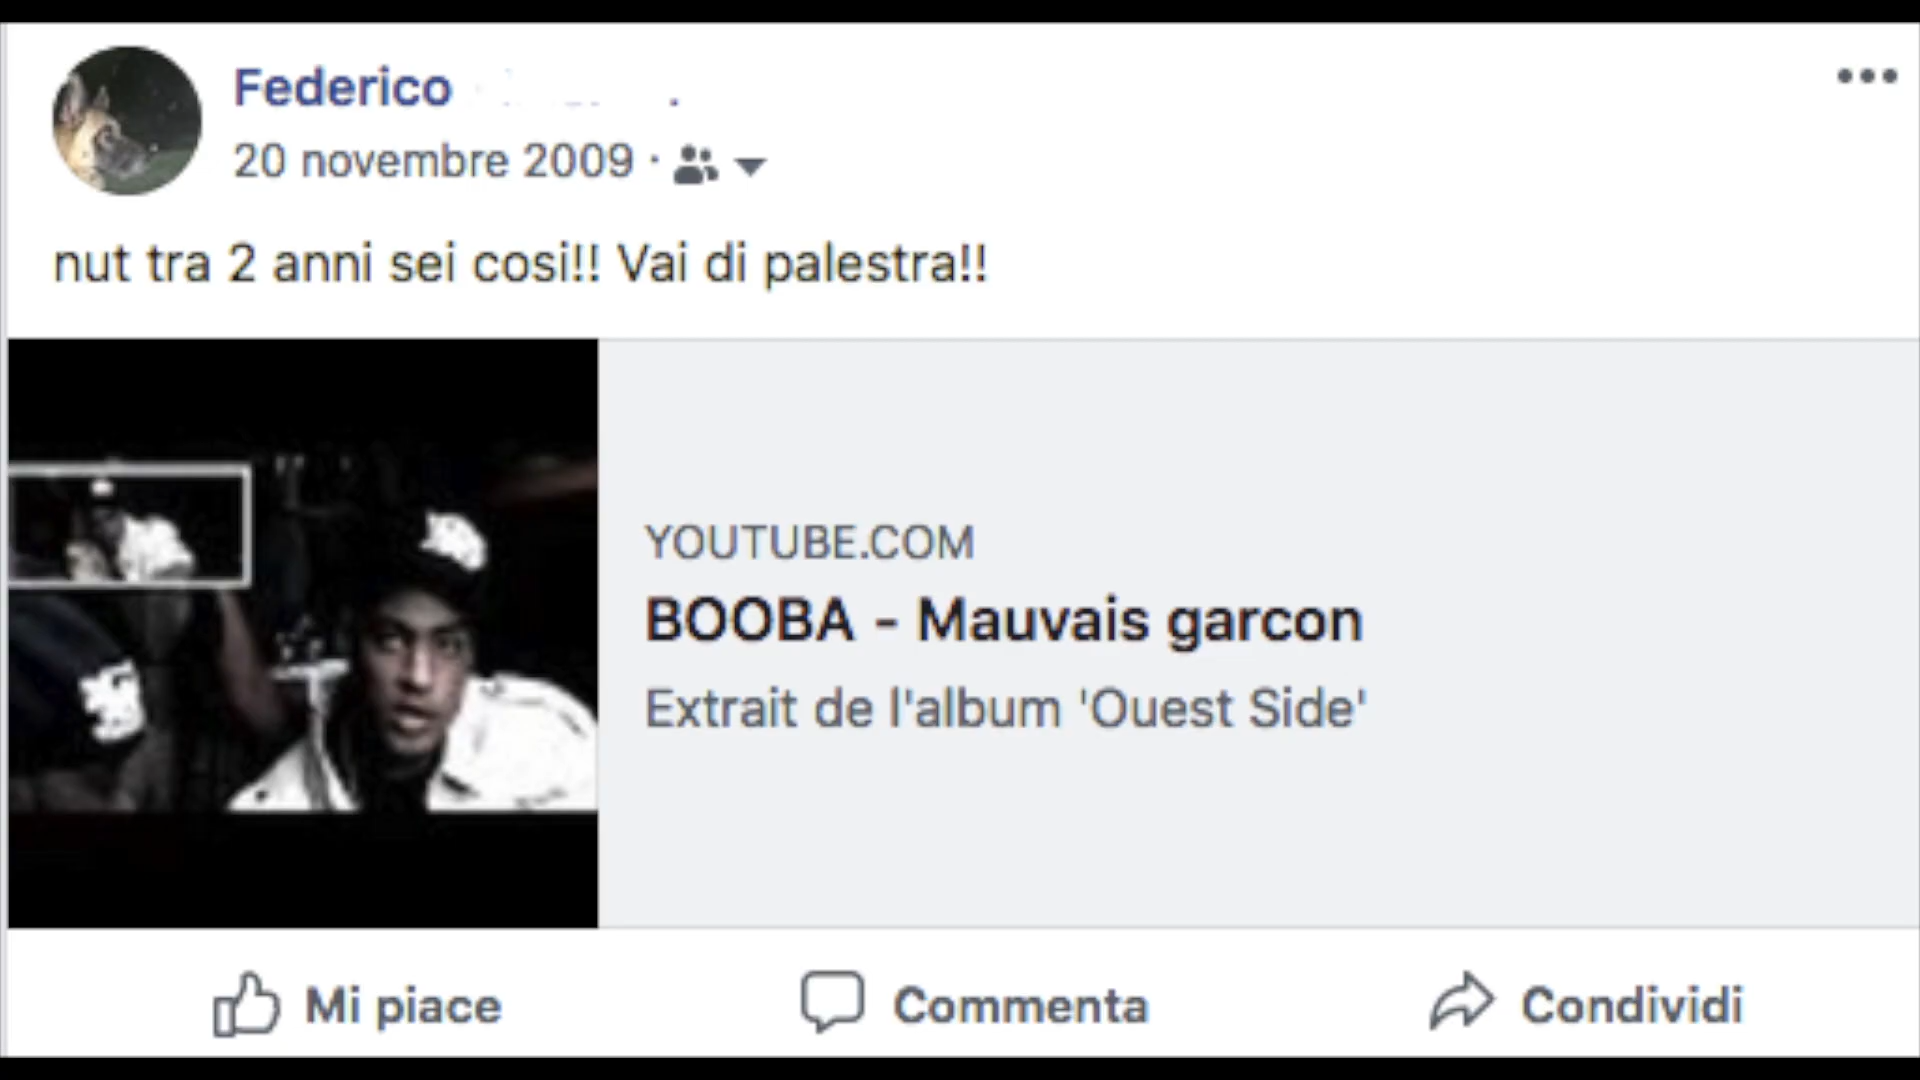 Federico
20 novembre 2009 ·
nut tra 2 anni sei cosi!! Vai di palestra!!
YOUTUBE.COM
BOOBA - Mauvais garcon
Extrait de l'album 'Ouest Side'
Mi piace
Commenta
Condividi